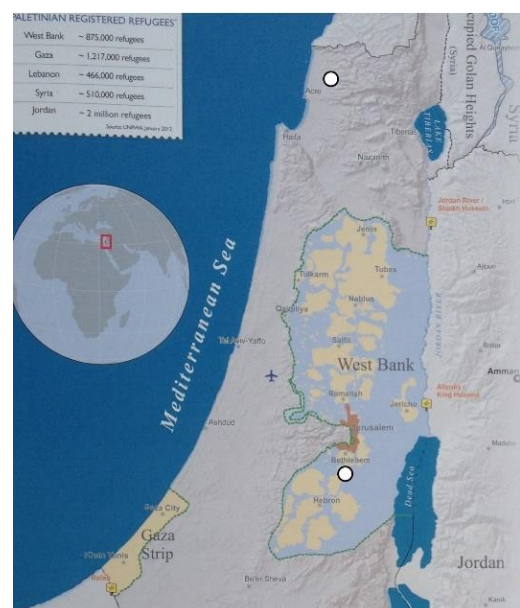 PALETINIAN REGISTERED REFUGEES
West Bank ~ 875,000 refugees
Gaza ~ 1,217,000 refugees
Lebanon ~ 466,000 refugees
Syria ~ 510,000 refugees
Jordan ~ 2 million refugees
Source: UNRWA, January 2012
Occupied Golan Heights
(Syria)
Syria
Acre
Haifa
LAKE
TIBERIAS
Tiberias
Nazareth
Jordan River /
Sheikh Hussein
Jenin
Tulkarm
Tubas
Nablus
Qalqiliya
Mediterranean Sea
Tel Aviv-Yaffo
Salfit
West Bank
JORDAN RIVER
Amman
Ramallah
Jericho
Allenby
King Hussein
Jerusalem
Ashdod
Bethlehem
Madaba
Hebron
Dead Sea
Gaza City
Gaza
Strip
Khan Yunis
Rafah
Be'er Sheva
Jordan